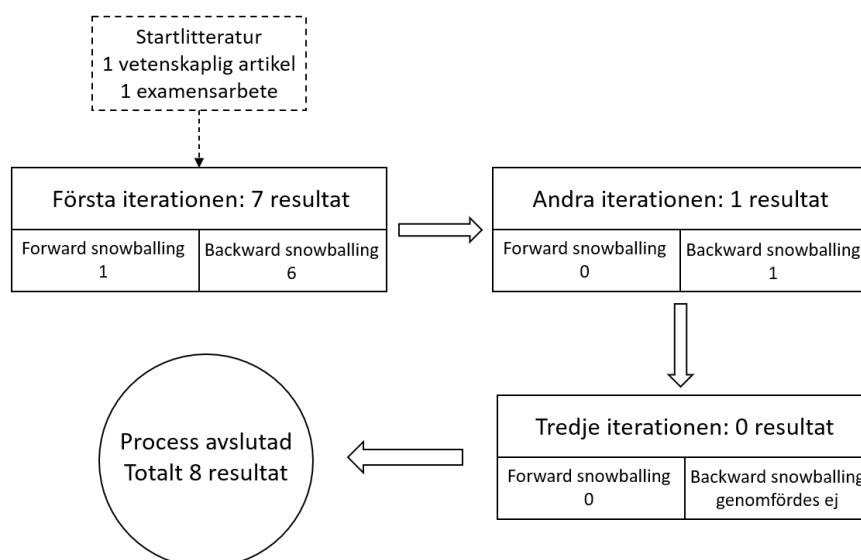 Startlitteratur
1 vetenskaplig artikel
1 examensarbete
Första iterationen: 7 resultat
Forward snowballing
1
Backward snowballing
6
Andra iterationen: 1 resultat
Forward snowballing
0
Backward snowballing
1
Tredje iterationen: 0 resultat
Forward snowballing
0
Backward snowballing
genomfördes ej
Process avslutad
Totalt 8 resultat